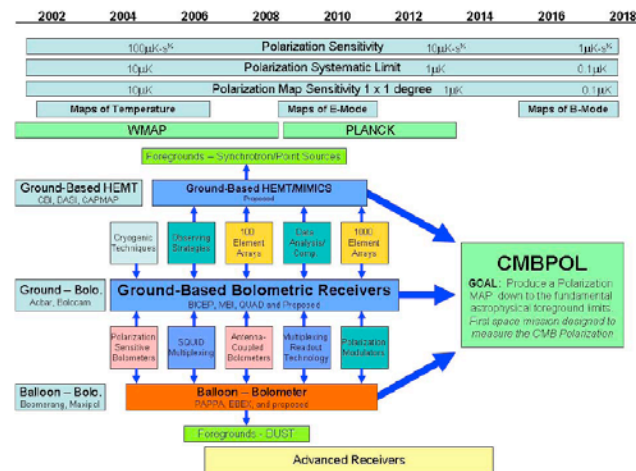 2002 2004 2006 2008 2010 2012 2014 2016 2018
100µK-s½ Polarization Sensitivity 10µK-s½ 1µK-s½
10µK Polarization Systematic Limit 1µK 0.1µK
10µK Polarization Map Sensitivity 1 x 1 degree 1µK 0.1µK
Maps of Temperature Maps of E-Mode Maps of B-Mode
WMAP PLANCK
Foregrounds – Synchrotron/Point Sources
Ground-Based HEMT
CBI, DASI, CAPMAP
Ground-Based HEMT/MIMICS
Proposed
Cryogenic
Techniques
Observing
Strategies
100
Element
Arrays
Data
Analysis/
Comp.
1000
Element
Arrays
CMBPOL
GOAL: Produce a Polarization
MAP down to the fundamental
astrophysical foreground limits.
First space mission designed to
measure the CMB Polarization
Ground – Bolo.
Acbar, Bolocam
Ground-Based Bolometric Receivers
BICEP, MBI, QUAD and Proposed
Polarization
Sensitive
Bolometers
SQUID
Multiplexing
Antenna-
Coupled
Bolometers
Multiplexing
Readout
Technology
Polarization
Modulators
Balloon – Bolo.
Boomerang, Maxipol
Balloon – Bolometer
PAPPA, EBEX, and proposed
Foregrounds - DUST
Advanced Receivers